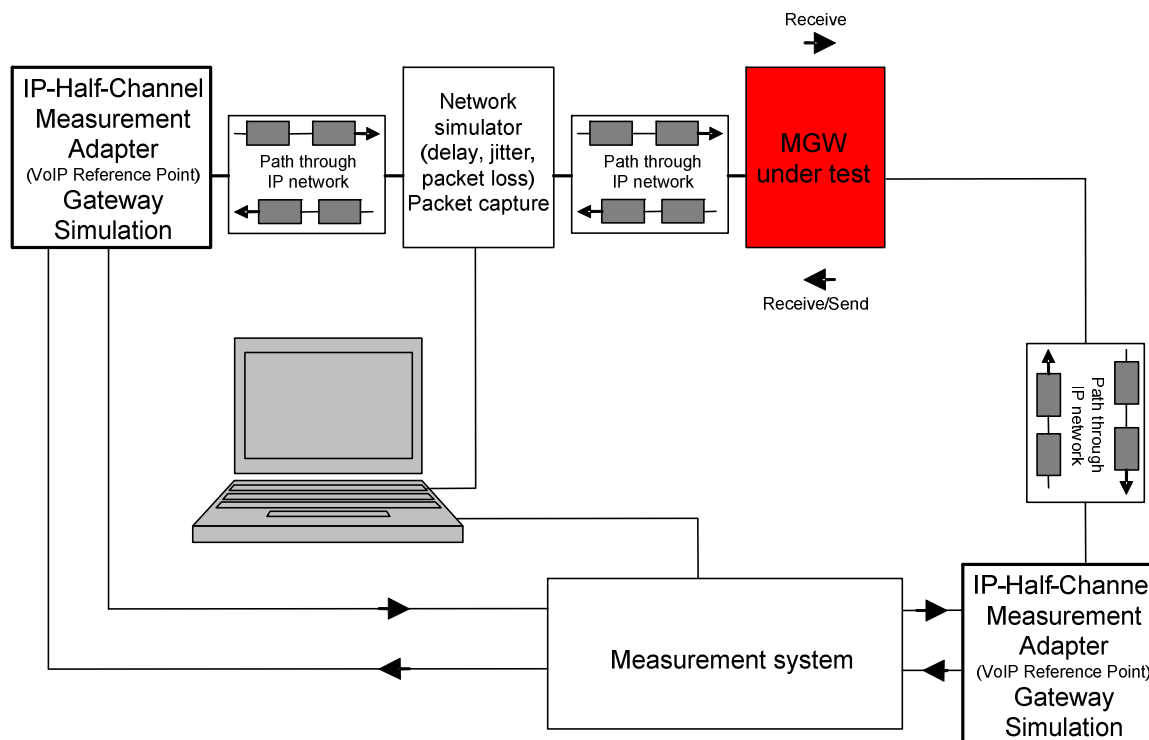 Receive
IP-Half-Channel
Measurement
Adapter
(VoIP Reference Point)
Gateway
Simulation
Path through
IP network
Network
simulator
(delay, jitter,
packet loss)
Packet capture
Path through
IP network
MGW
under test
Receive/Send
Path through
IP network
Measurement system
IP-Half-Channel
Measurement
Adapter
(VoIP Reference Point)
Gateway
Simulation